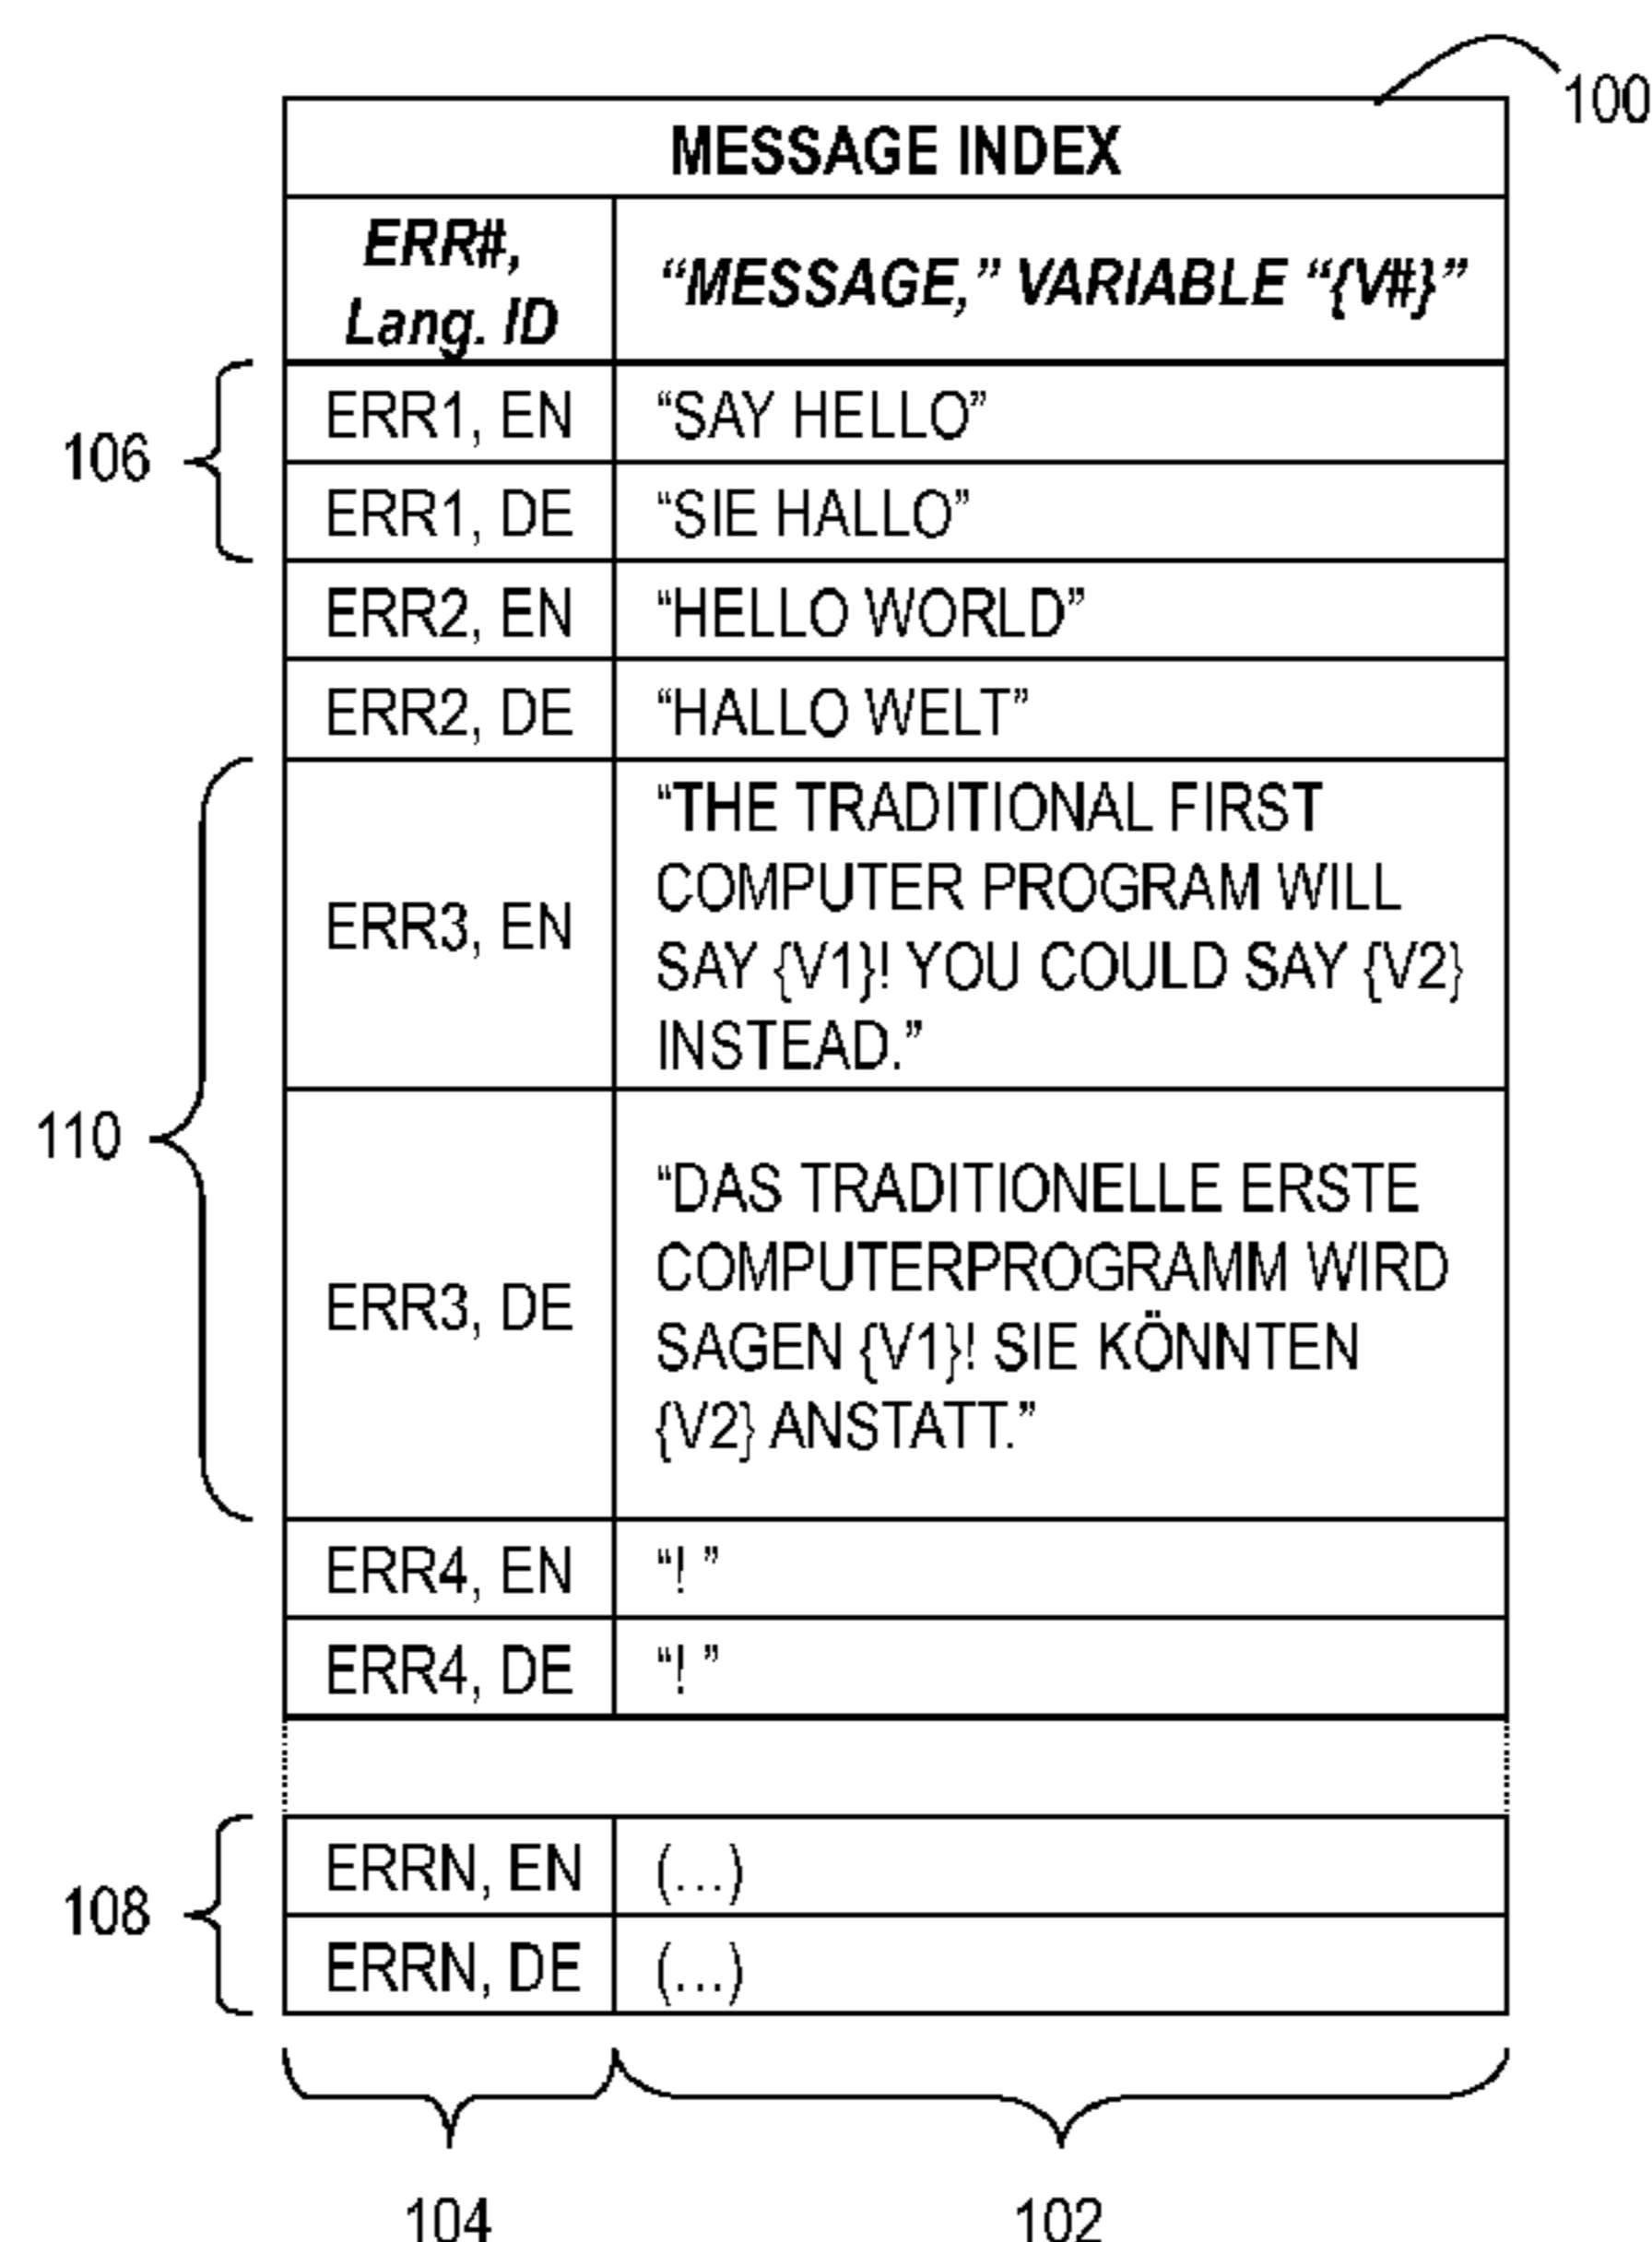 100
MESSAGE INDEX
ERR#,
Lang. ID
“MESSAGE,” VARIABLE “{V#}”
106
ERR1, EN
“SAY HELLO”
ERR1, DE
“SIE HALLO”
ERR2, EN
“HELLO WORLD”
ERR2, DE
“HALLO WELT”
110
ERR3, EN
“THE TRADITIONAL FIRST
COMPUTER PROGRAM WILL
SAY {V1}! YOU COULD SAY {V2}
INSTEAD.”
ERR3, DE
“DAS TRADITIONELLE ERSTE
COMPUTERPROGRAMM WIRD
SAGEN {V1}! SIE KÖNNTEN
{V2} ANSTATT.”
ERR4, EN
“! ”
ERR4, DE
“! ”
108
ERRN, EN
(...)
ERRN, DE
(...)
104
102